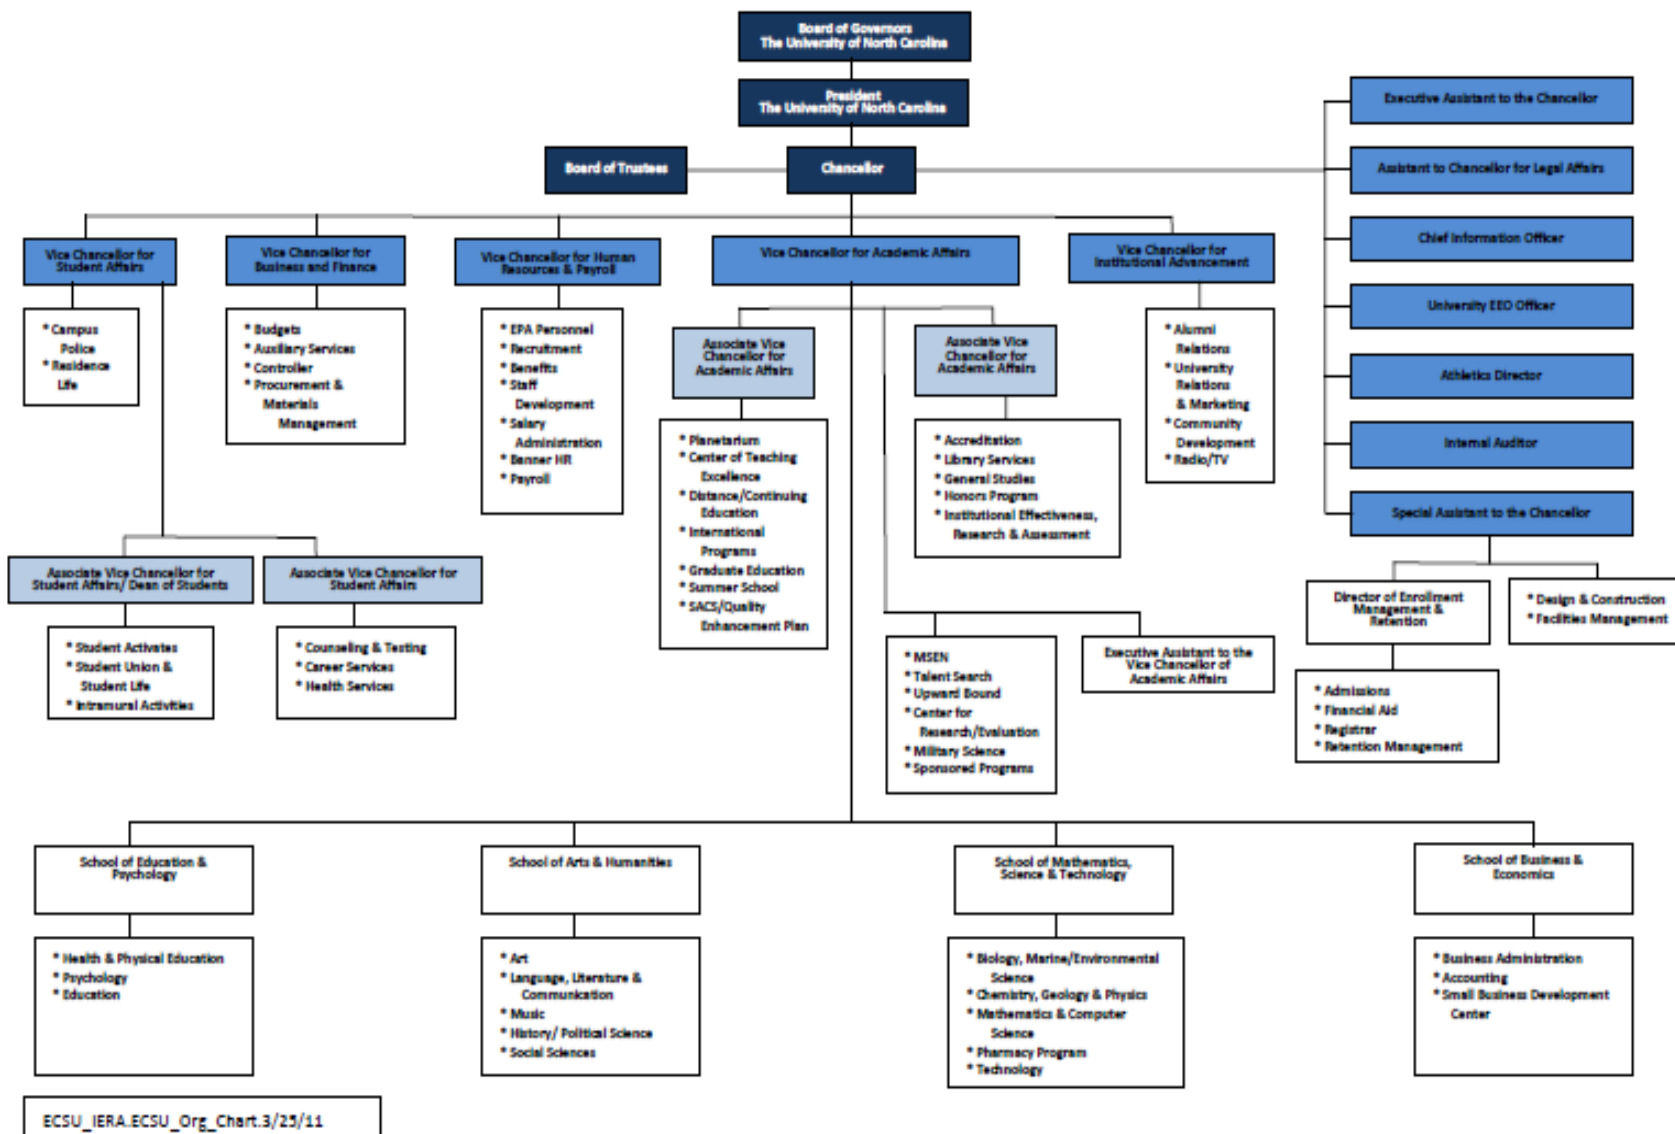 Board of Governors
The University of North Carolina
President
The University of North Carolina
Board of Trustees
Chancellor
Executive Assistant to the Chancellor
Assistant to Chancellor for Legal Affairs
Chief Information Officer
University EEO Officer
Athletics Director
Internal Auditor
Special Assistant to the Chancellor
Director of Enrollment
Management &
Retention
* Design & Construction
* Facilities Management
* Admissions
* Financial Aid
* Registrar
* Retention Management
Vice Chancellor for
Student Affairs
* Campus
Police
* Residence
Life
Vice Chancellor for
Business and Finance
* Budgets
* Auxiliary Services
* Controller
* Procurement &
Materials
Management
Vice Chancellor for Human
Resources & Payroll
* EPA Personnel
* Recruitment
* Benefits
* Staff
Development
* Salary
Administration
* Banner HR
* Payroll
Vice Chancellor for Academic Affairs
Vice Chancellor for
Institutional Advancement
* Alumni
Relations
* University
Relations
& Marketing
* Community
Development
* Radio/TV
Associate Vice
Chancellor for
Academic Affairs
* Planetarium
* Center of Teaching
Excellence
* Distance/Continuing
Education
* International
Programs
* Graduate Education
* Summer School
* SACS/Quality
Enhancement Plan
Associate Vice
Chancellor for
Academic Affairs
* Accreditation
* Library Services
* General Studies
* Honors Program
* Institutional Effectiveness,
Research & Assessment
Associate Vice Chancellor for
Student Affairs/ Dean of Students
* Student Activates
* Student Union &
Student Life
* Intramural Activities
Associate Vice Chancellor for
Student Affairs
* Counseling & Testing
* Career Services
* Health Services
* MSEN
* Talent Search
* Upward Bound
* Center for
Research/Evaluation
* Military Science
* Sponsored Programs
Executive Assistant to the
Vice Chancellor of
Academic Affairs
School of Education &
Psychology
* Health & Physical Education
* Psychology
* Education
School of Arts & Humanities
* Art
* Language, Literature &
Communication
* Music
* History/ Political Science
* Social Sciences
School of Mathematics,
Science & Technology
* Biology, Marine/Environmental
Science
* Chemistry, Geology & Physics
* Mathematics & Computer
Science
* Pharmacy Program
* Technology
School of Business &
Economics
* Business Administration
* Accounting
* Small Business Development
Center
ECSU_IERA.ECSU_Org_Chart.3/25/11